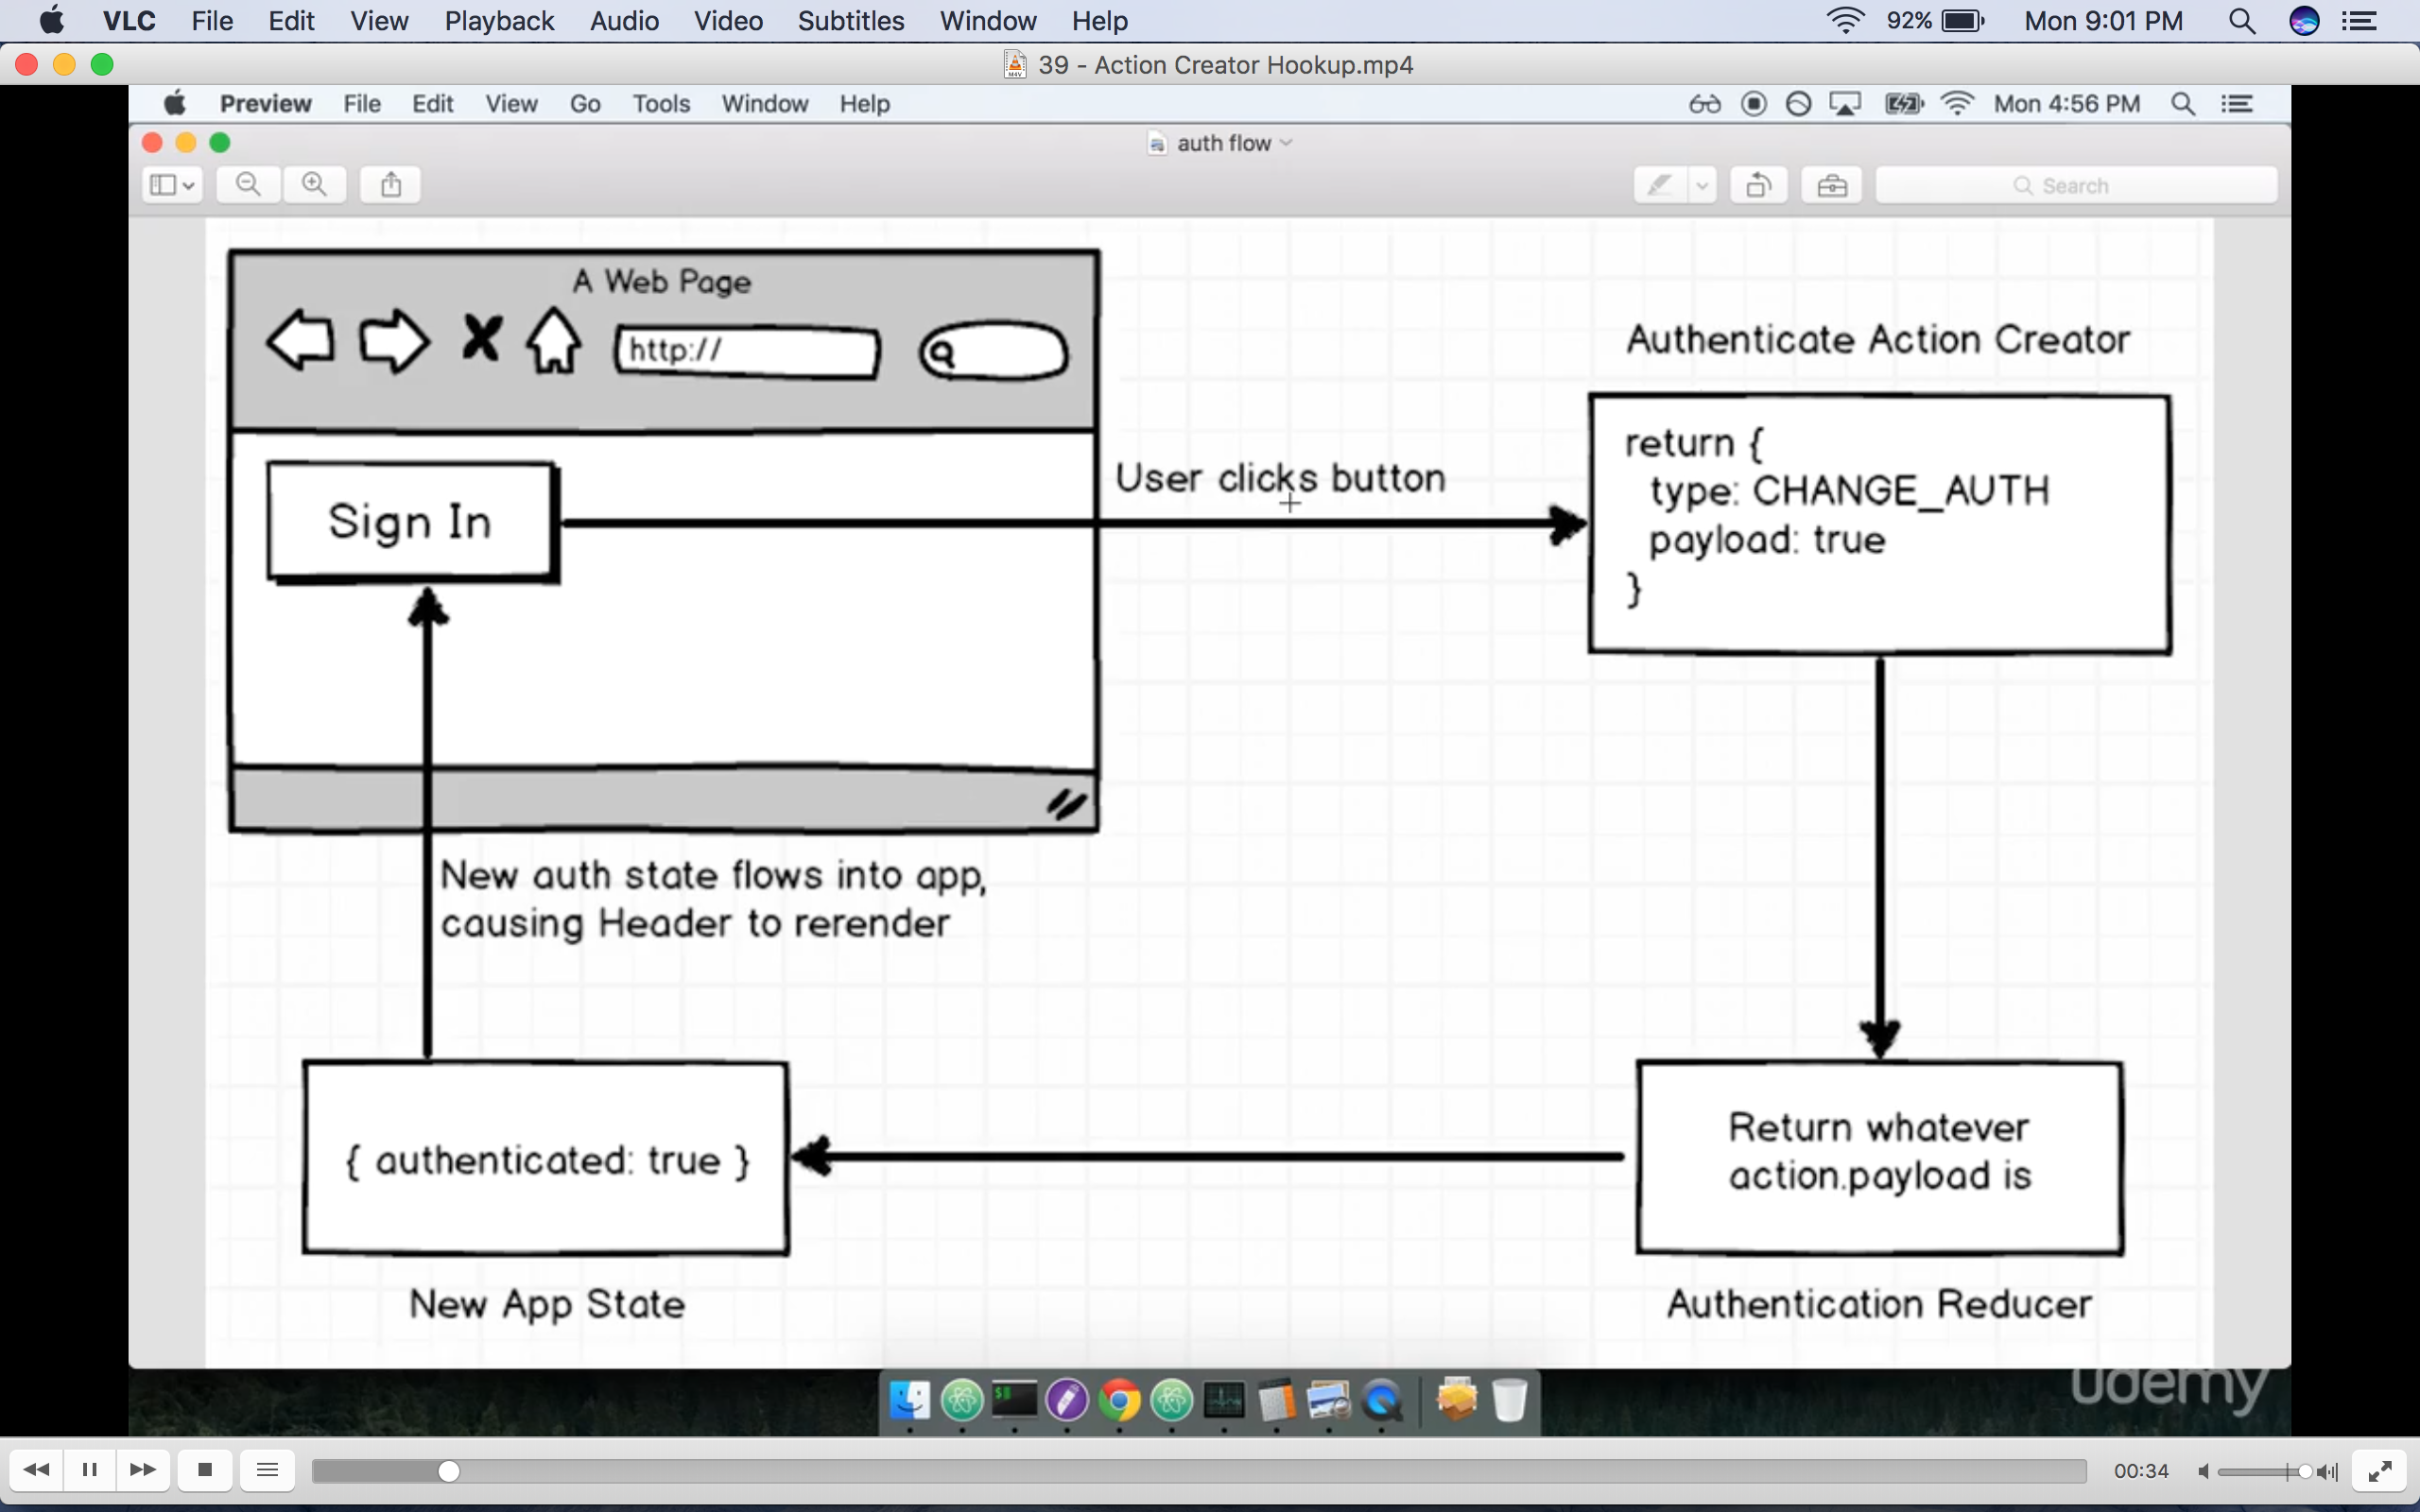 VLC File Edit View Playback Audio Video Subtitles Window Help 92% Mon 9:01 PM
39 - Action Creator Hookup.mp4
Preview File Edit View Go Tools Window Help Mon 4:56 PM
auth flow
Search
A Web Page
http://
Sign In
User clicks button
Authenticate Action Creator
return {
type: CHANGE_AUTH
payload: true
}
New auth state flows into app,
causing Header to rerender
{ authenticated: true }
New App State
Return whatever
action.payload is
Authentication Reducer
udemy
00:34